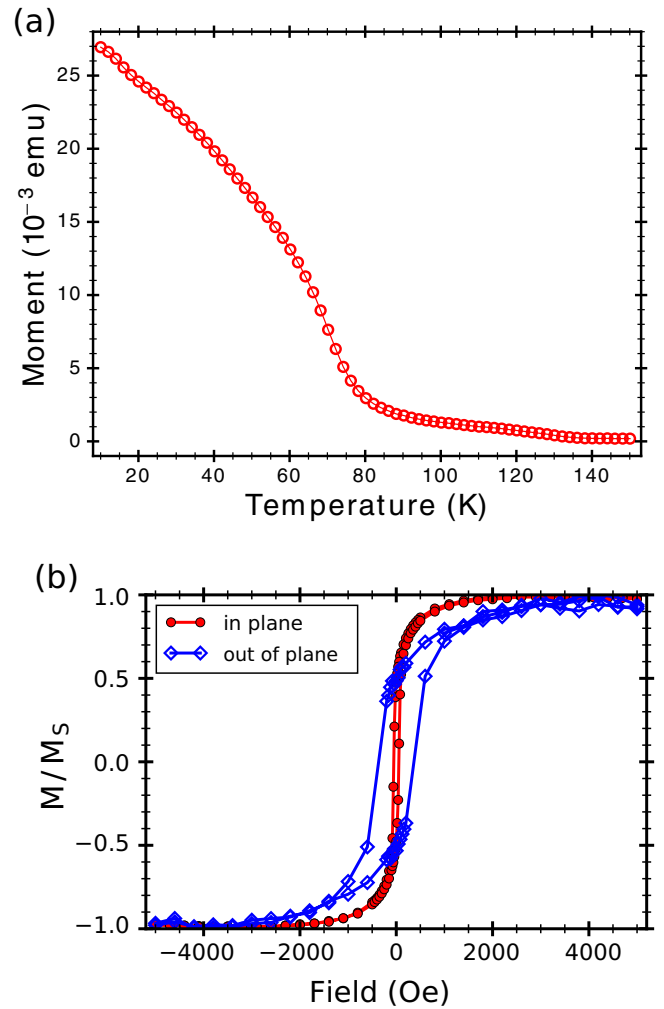 (a)
25
20
15
10
5
0
Moment (10⁻³ emu)
20 40 60 80 100 120 140
Temperature (K)
(b)
1.0
0.5
0.0
−0.5
−1.0
M/M_S
in plane
out of plane
−4000 −2000 0 2000 4000
Field (Oe)